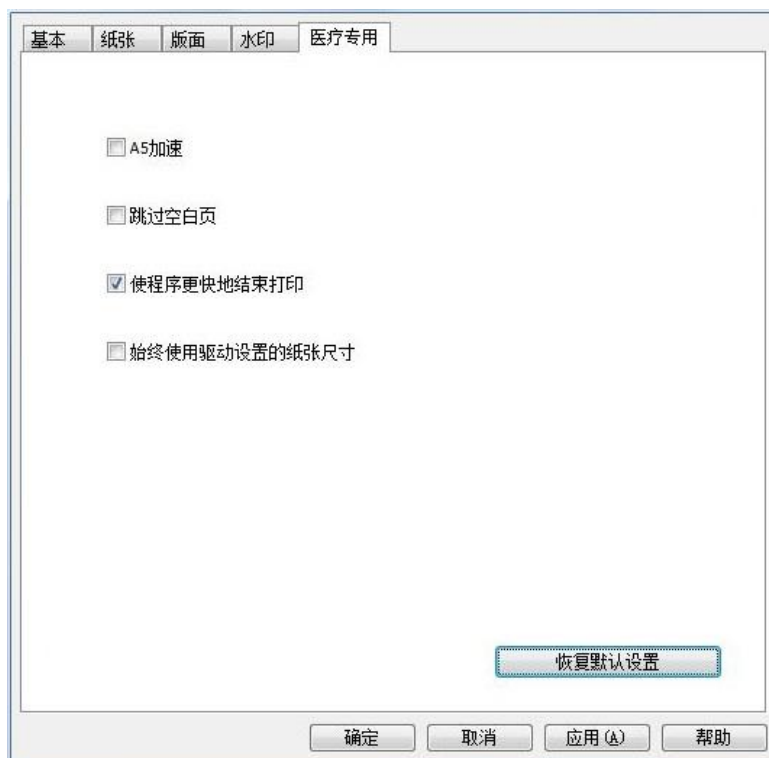 基本 纸张 版面 水印 医疗专用
A5加速
跳过空白页
使程序更快地结束打印
始终使用驱动设置的纸张尺寸
恢复默认设置
确定 取消 应用(A) 帮助